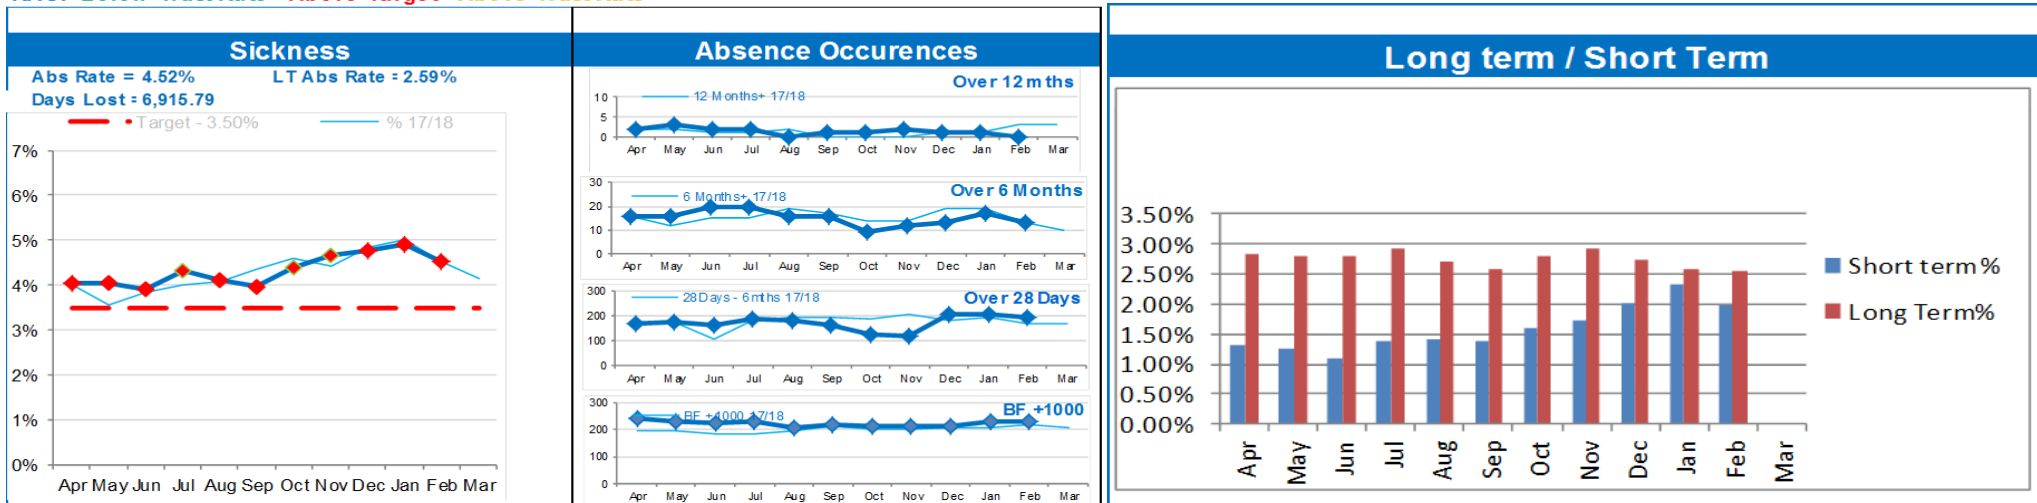 Sickness
Abs Rate = 4.52% LT Abs Rate = 2.59%
Days Lost = 6,915.79
Target - 3.50% % 17/18
7%
6%
5%
4%
3%
2%
1%
0%
Apr May Jun Jul Aug Sep Oct Nov Dec Jan Feb Mar
Absence Occurences
Over 12 mths
12 Months+ 17/18
10
5
0
Apr May Jun Jul Aug Sep Oct Nov Dec Jan Feb Mar
Over 6 Months
6 Months+ 17/18
30
20
10
0
Apr May Jun Jul Aug Sep Oct Nov Dec Jan Feb Mar
Over 28 Days
28 Days - 6mths 17/18
300
200
100
0
Apr May Jun Jul Aug Sep Oct Nov Dec Jan Feb Mar
BF +1000
BF +1000 17/18
300
200
100
0
Apr May Jun Jul Aug Sep Oct Nov Dec Jan Feb Mar
Long term / Short Term
3.50%
3.00%
2.50%
2.00%
1.50%
1.00%
0.50%
0.00%
Apr May Jun Jul Aug Sep Oct Nov Dec Jan Feb Mar
Short term%
Long Term%